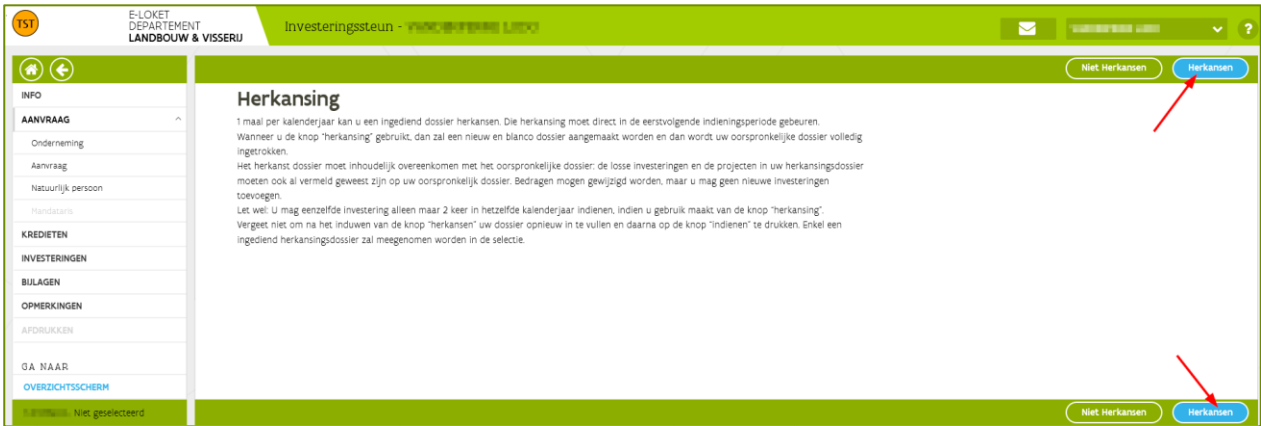 TST
E-LOKET
DEPARTEMENT
LANDBOUW & VISSERIJ
Investeringssteun -
?
Niet Herkansen
Herkansen
INFO
AANVRAAG
Onderneming
Aanvraag
Natuurlijk persoon
Mandataris
KREDIETEN
INVESTERINGEN
BIJLAGEN
OPMERKINGEN
AFDRUKKEN
GA NAAR
OVERZICHTSSCHERM
Niet geselecteerd
Herkansing
1 maal per kalenderjaar kan u een ingediend dossier herkansen. Die herkansing moet direct in de eerstvolgende indieningsperiode gebeuren.
Wanneer u de knop "herkansing" gebruikt, dan zal een nieuw en blanco dossier aangemaakt worden en dan wordt uw oorspronkelijke dossier volledig
ingetrokken.
Het herkanst dossier moet inhoudelijk overeenkomen met het oorspronkelijke dossier: de losse investeringen en de projecten in uw herkansingsdossier
moeten ook al vermeld geweest zijn op uw oorspronkelijk dossier. Bedragen mogen gewijzigd worden, maar u mag geen nieuwe investeringen
toevoegen.
Let wel: U mag eenzelfde investering alleen maar 2 keer in hetzelfde kalenderjaar indienen, indien u gebruik maakt van de knop "herkansing".
Vergeet niet om na het induwen van de knop "herkansen" uw dossier opnieuw in te vullen en daarna op de knop "indienen" te drukken. Enkel een
ingediend herkansingsdossier zal meegenomen worden in de selectie.
Niet Herkansen
Herkansen